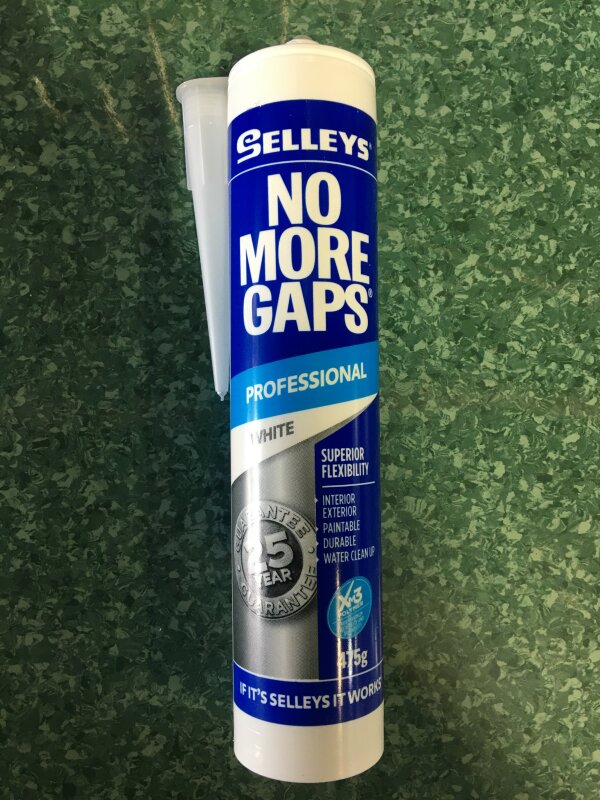 SELLEYS®
NO
MORE
GAPS®
PROFESSIONAL
WHITE
SUPERIOR
FLEXIBILITY
INTERIOR
EXTERIOR
PAINTABLE
DURABLE
WATER CLEAN UP
GUARANTEE
25
YEAR
GUARANTEE
475g
IF IT'S SELLEYS IT WORKS